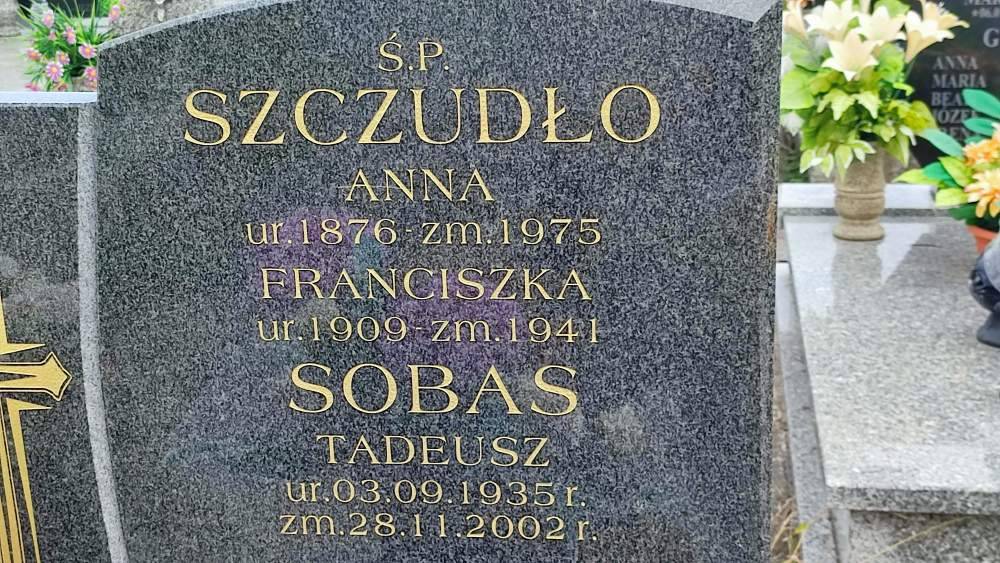 Ś.P.
SZCZUDŁO
ANNA
ur.1876-zm.1975
FRANCISZKA
ur.1909-zm.1941
SOBAS
TADEUSZ
ur.03.09.1935 r.
zm.28.11.2002 r.
ANNA
MARIA